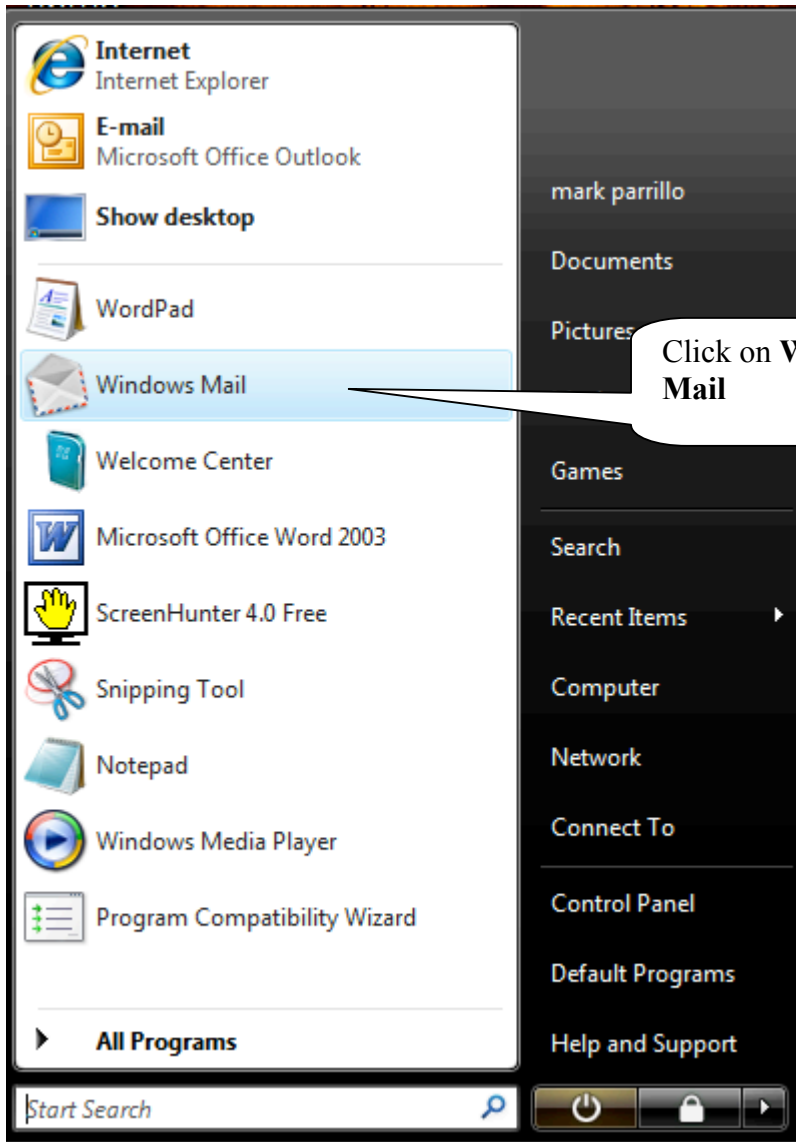 Internet
Internet Explorer
E-mail
Microsoft Office Outlook
Show desktop
WordPad
Windows Mail
Welcome Center
Microsoft Office Word 2003
ScreenHunter 4.0 Free
Snipping Tool
Notepad
Windows Media Player
Program Compatibility Wizard
All Programs
Start Search
mark parrillo
Documents
Pictures
Click on
Mail
Games
Search
Recent Items
Computer
Network
Connect To
Control Panel
Default Programs
Help and Support